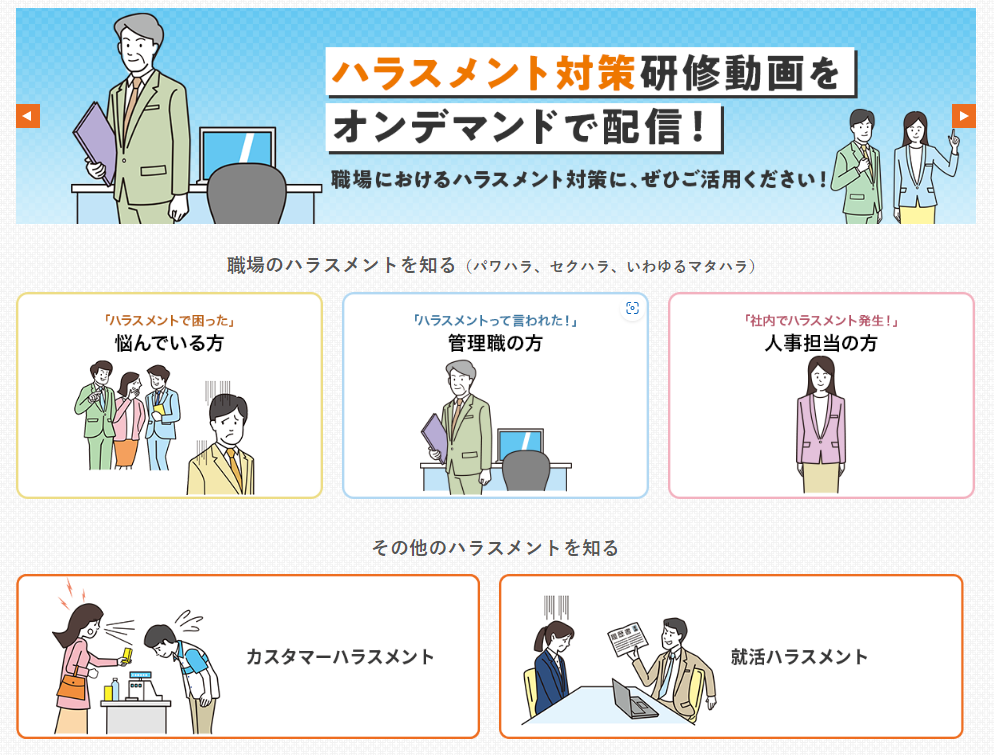 ハラスメント対策研修動画を
オンデマンドで配信！
職場におけるハラスメント対策に、ぜひご活用ください！
職場のハラスメントを知る（パワハラ、セクハラ、いわゆるマタハラ）
「ハラスメントで困った」
悩んでいる方
「ハラスメントって言われた！」
管理職の方
「社内でハラスメント発生！」
人事担当の方
その他のハラスメントを知る
カスタマーハラスメント
履歴書
就活ハラスメント